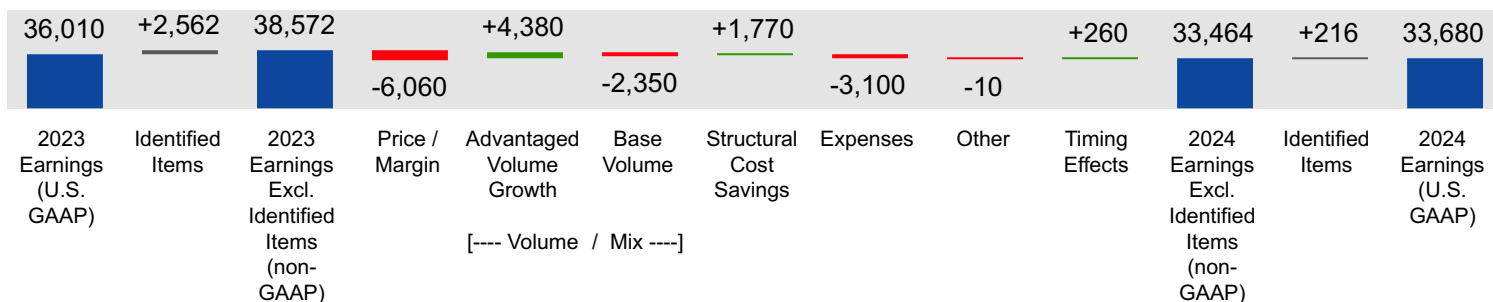 36,010
+2,562
38,572
-6,060
+4,380
-2,350
+1,770
-3,100
-10
+260
33,464
+216
33,680
2023
Earnings
(U.S.
GAAP)
Identified
Items
2023
Earnings
Excl.
Identified
Items
(non-
GAAP)
Price /
Margin
Advantaged
Volume
Growth
Base
Volume
[---- Volume / Mix ----]
Structural
Cost
Savings
Expenses
Other
Timing
Effects
2024
Earnings
Excl.
Identified
Items
(non-
GAAP)
Identified
Items
2024
Earnings
(U.S.
GAAP)